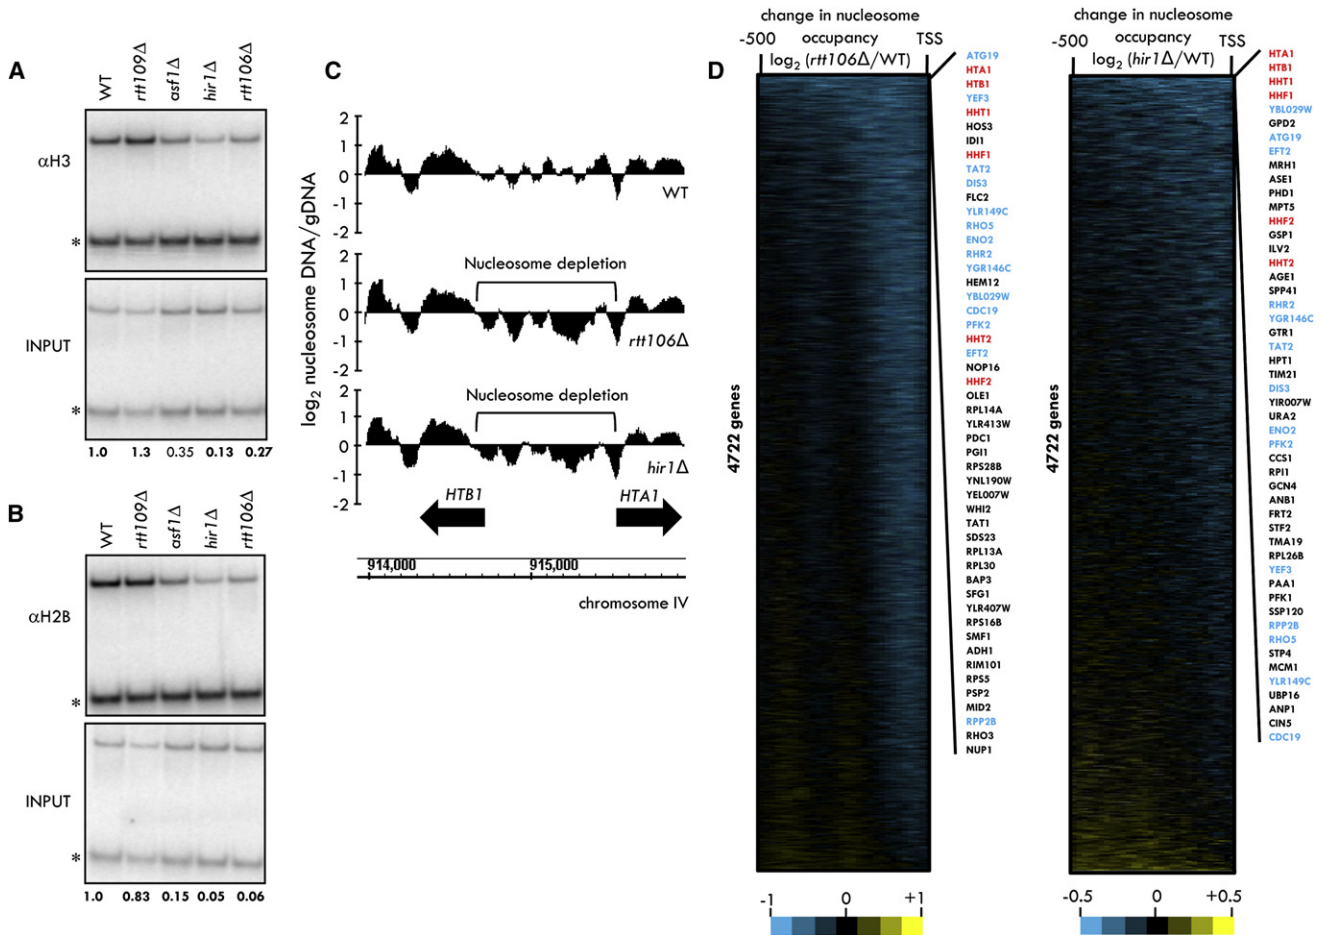 A
WT
rtt109Δ
asf1Δ
hir1Δ
rtt106Δ
αH3
*
INPUT
*
1.0 1.3 0.35 0.13 0.27
B
WT
rtt109Δ
asf1Δ
hir1Δ
rtt106Δ
αH2B
*
INPUT
*
1.0 0.83 0.15 0.05 0.06
C
log2 nucleosome DNA/gDNA
2
1
0
-1
-2
WT
2
1
0
-1
-2
Nucleosome depletion
rtt106Δ
2
1
0
-1
-2
Nucleosome depletion
hir1Δ
HTB1
HTA1
914,000
915,000
chromosome IV
D
change in nucleosome
-500 occupancy TSS
log2 (rtt106Δ/WT)
4722 genes
ATG19
HTA1
HTB1
YEF3
HHT1
HOS3
IDI1
HHF1
TAT2
DIS3
FLC2
YLR149C
RHO5
ENO2
RHR2
YGR146C
HEM12
YBL029W
CDC19
PFK2
HHT2
EFT2
NOP16
HHF2
OLE1
RPL14A
YLR413W
PDC1
PGI1
RPS28B
YNL190W
YEL007W
WHI2
TAT1
SDS23
RPL13A
RPL30
BAP3
SFG1
YLR407W
RPS16B
SMF1
ADH1
RIM101
RPS5
PSP2
MID2
RPP2B
RHO3
NUP1
-1 0 +1
change in nucleosome
-500 occupancy TSS
log2 (hir1Δ/WT)
4722 genes
HTA1
HTB1
HHT1
HHF1
YBL029W
GPD2
ATG19
EFT2
MRH1
ASE1
PHD1
MPT5
HHF2
GSP1
ILV2
HHT2
AGE1
SPP41
RHR2
YGR146C
GTR1
TAT2
HPT1
TIM21
DIS3
YIR007W
URA2
ENO2
PFK2
CCS1
RPI1
GCN4
ANB1
FRT2
STF2
TMA19
RPL26B
YEF3
PAA1
PFK1
SSP120
RPP2B
RHO5
STP4
MCM1
YLR149C
UBP16
ANP1
CIN5
CDC19
-0.5 0 +0.5